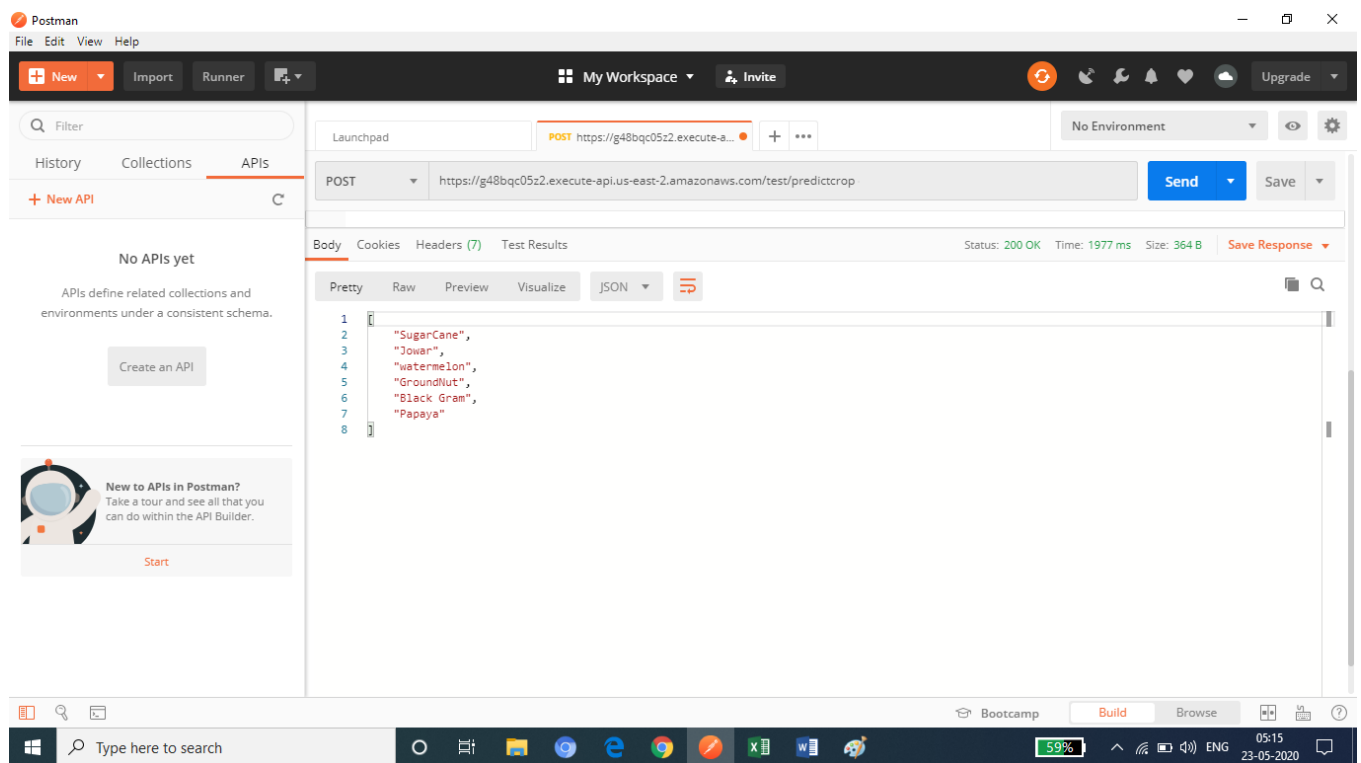 Postman
File Edit View Help
New Import Runner My Workspace Invite Upgrade
Filter
History Collections APIs
+ New API
No APIs yet
APIs define related collections and
environments under a consistent schema.
Create an API
New to APIs in Postman?
Take a tour and see all that you
can do within the API Builder.
Start
Launchpad POST https://g48bqc05z2.execute-a... + ••• No Environment
POST https://g48bqc05z2.execute-api.us-east-2.amazonaws.com/test/predictcrop Send Save
Body Cookies Headers (7) Test Results Status: 200 OK Time: 1977 ms Size: 364 B Save Response
Pretty Raw Preview Visualize JSON
1 [
2 "SugarCane",
3 "Jowar",
4 "watermelon",
5 "GroundNut",
6 "Black Gram",
7 "Papaya"
8 ]
Bootcamp Build Browse
Type here to search 59% ENG 05:15
23-05-2020